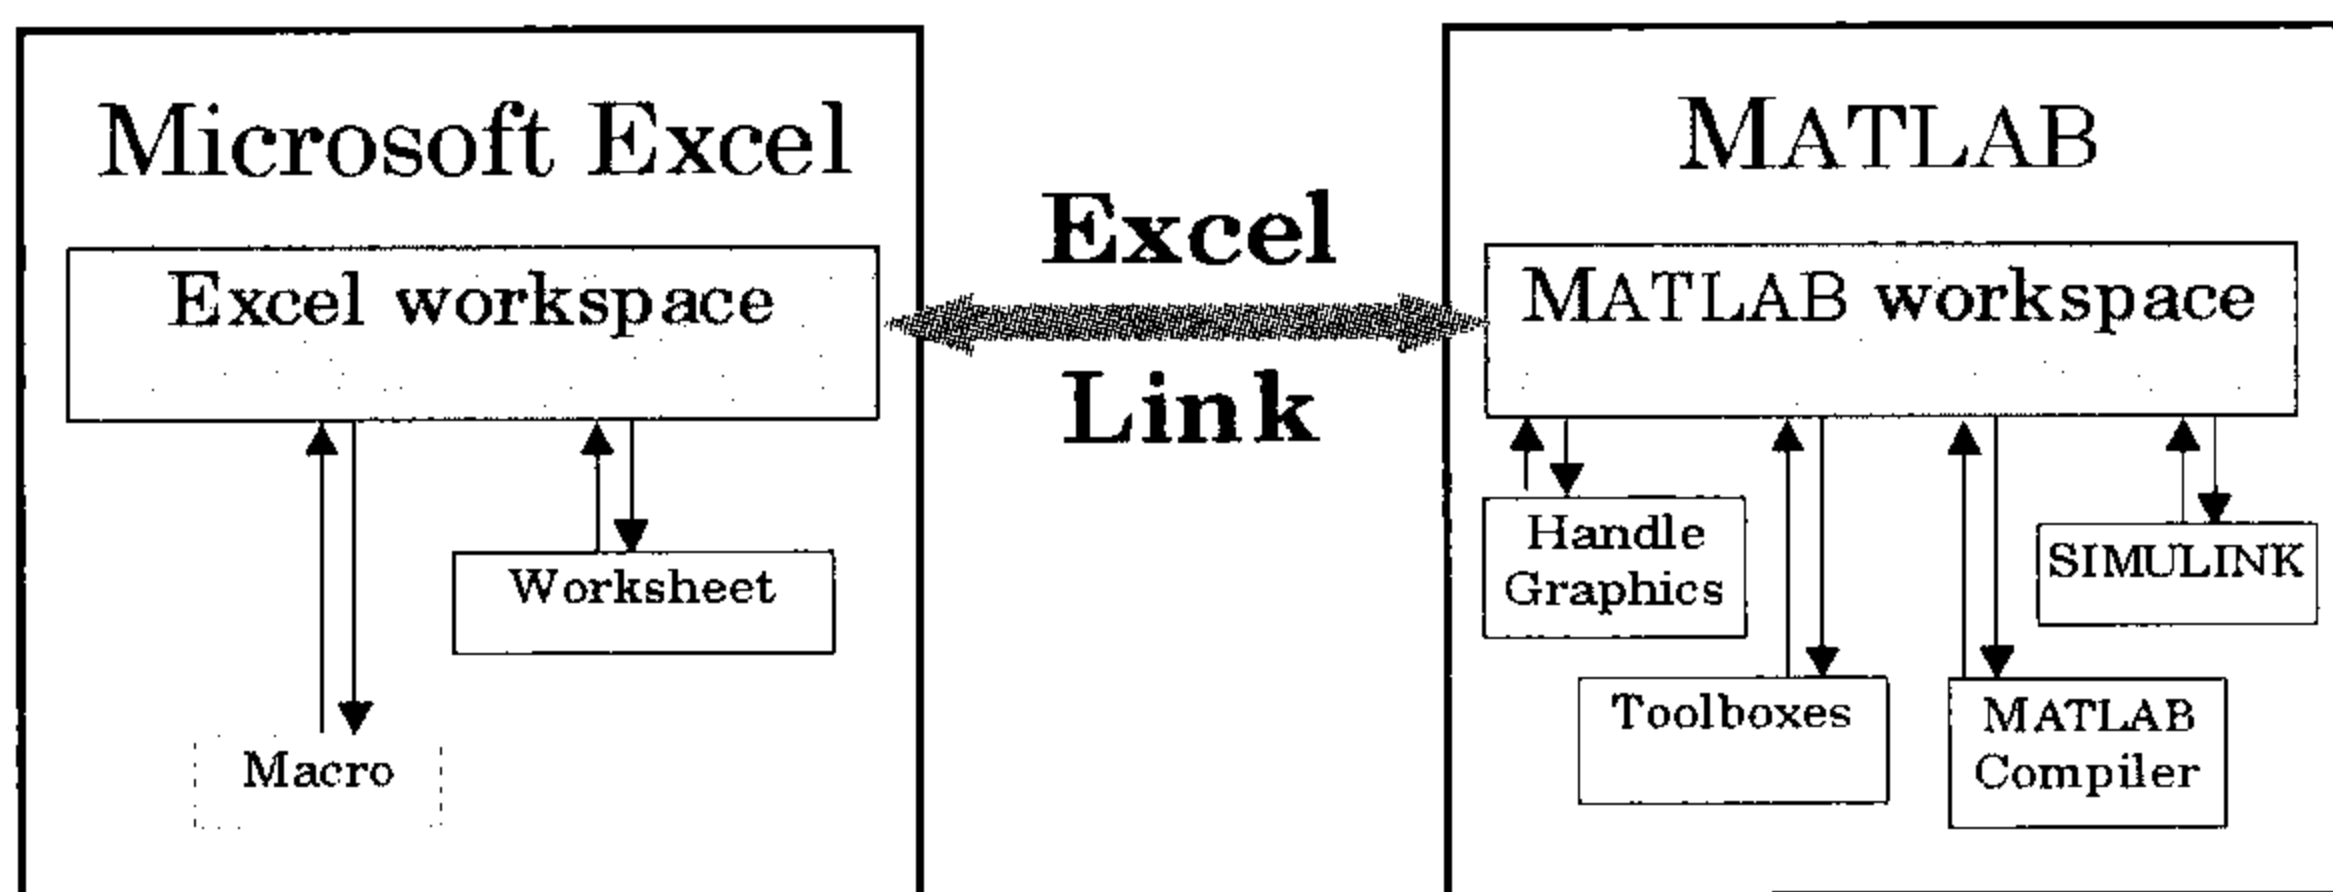 Microsoft Excel
Excel workspace
Worksheet
Macro
Excel
Link
MATLAB
MATLAB workspace
Handle
Graphics
SIMULINK
Toolboxes
MATLAB
Compiler